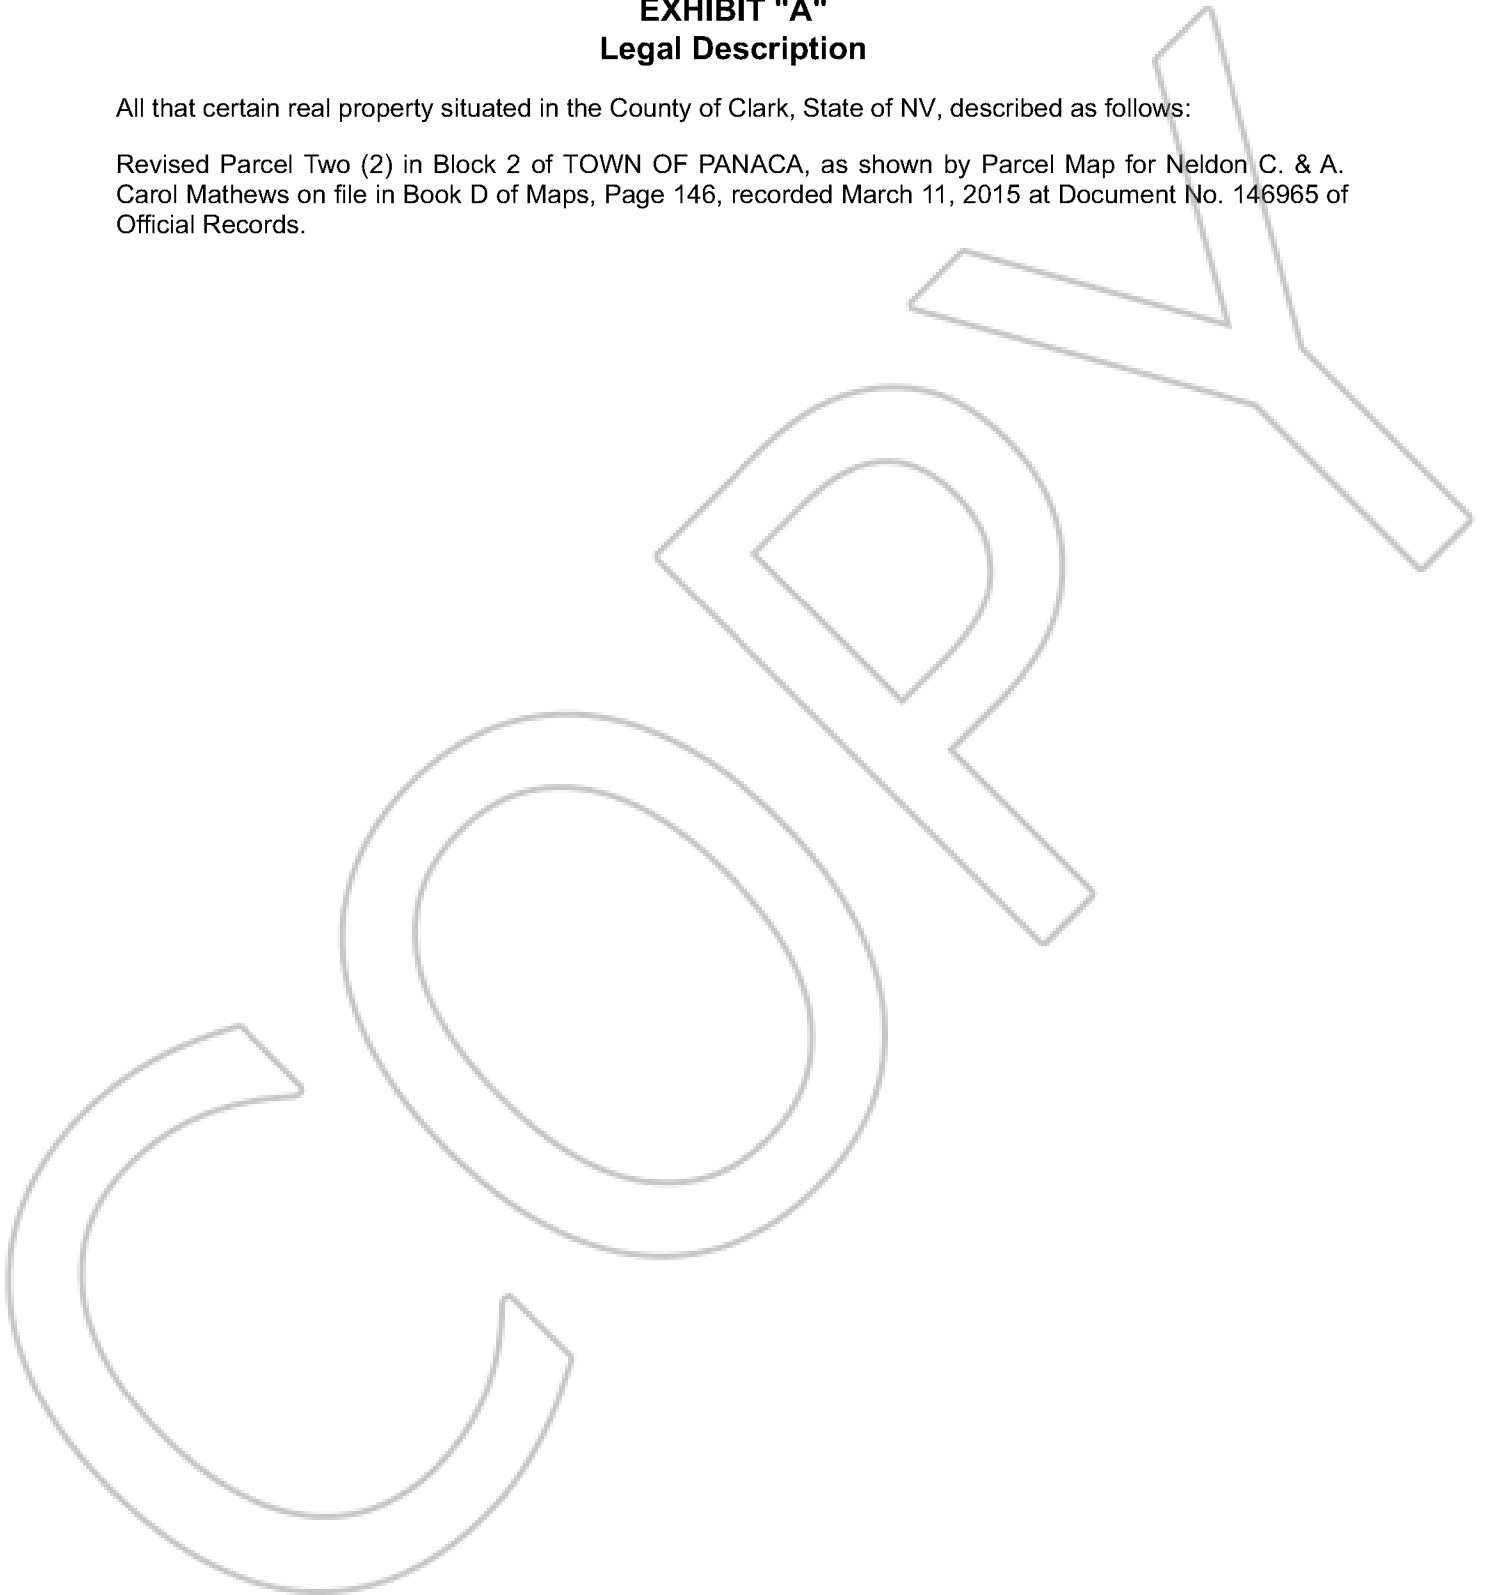 EXHIBIT "A"
Legal Description
All that certain real property situated in the County of Clark, State of NV, described as follows:
Revised Parcel Two (2) in Block 2 of TOWN OF PANACA, as shown by Parcel Map for Neldon C. & A.
Carol Mathews on file in Book D of Maps, Page 146, recorded March 11, 2015 at Document No. 146965 of
Official Records.
COPY